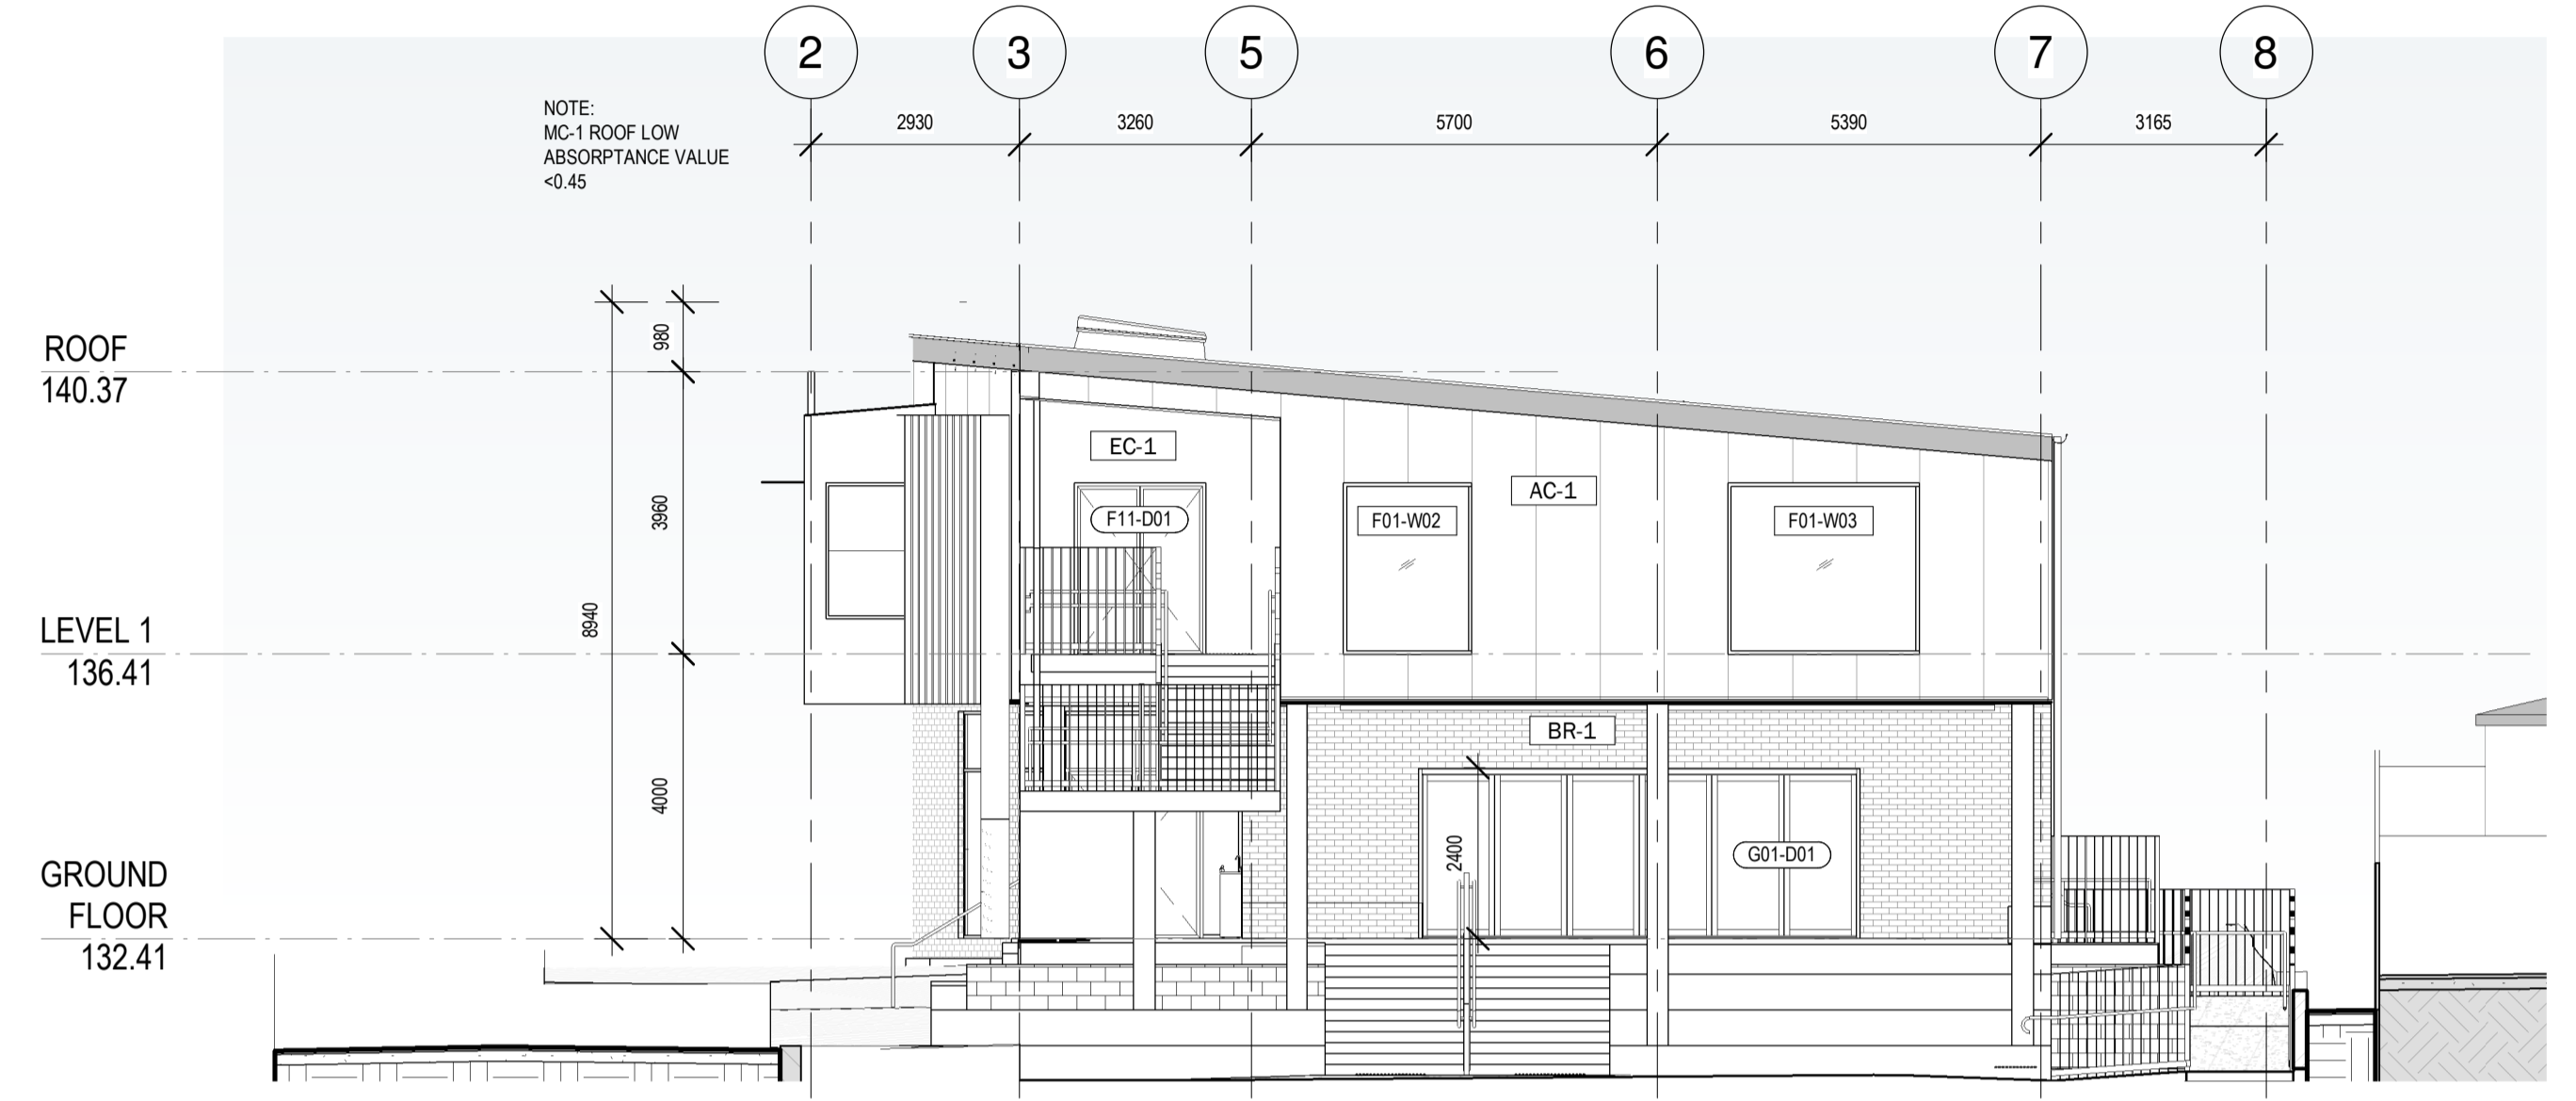 2 3 5 6 7 8
2930 3260 5700 5390 3165
NOTE:
MC-1 ROOF LOW
ABSORPTANCE VALUE
<0.45
ROOF
140.37
980
3960
8940
4000
LEVEL 1
136.41
GROUND
FLOOR
132.41
EC-1
F11-D01
F01-W02
AC-1
F01-W03
BR-1
2400
G01-D01